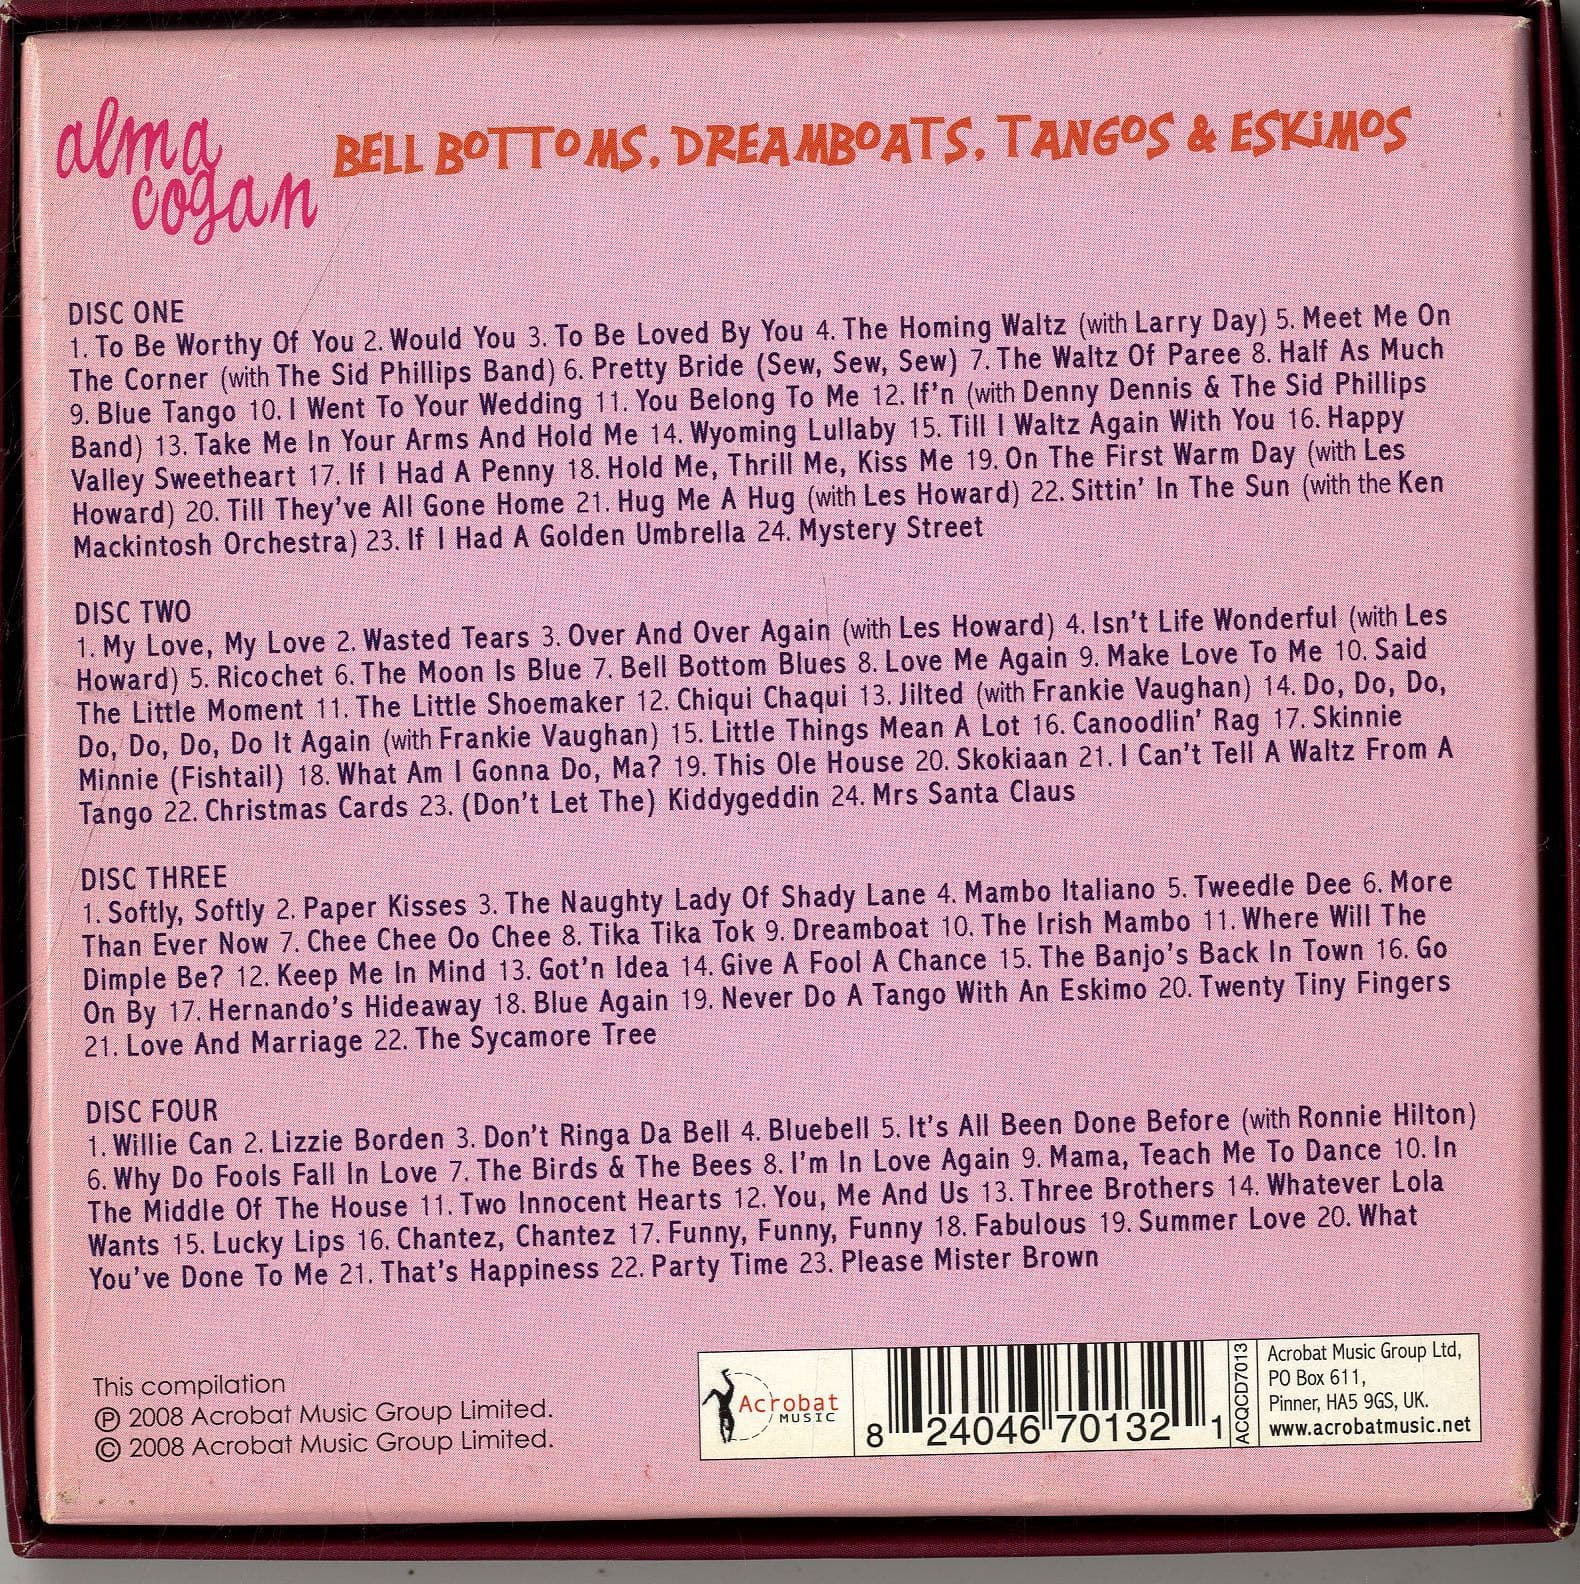 alma
cogan
BELL BOTTOMS, DREAMBOATS, TANGOS & ESKiMOS
DISC ONE
1. To Be Worthy Of You 2. Would You 3. To Be Loved By You 4. The Homing Waltz (with Larry Day) 5. Meet Me On
The Corner (with The Sid Phillips Band) 6. Pretty Bride (Sew, Sew, Sew) 7. The Waltz Of Paree 8. Half As Much
9. Blue Tango 10. I Went To Your Wedding 11. You Belong To Me 12. If'n (with Denny Dennis & The Sid Phillips
Band) 13. Take Me In Your Arms And Hold Me 14. Wyoming Lullaby 15. Till I Waltz Again With You 16. Happy
Valley Sweetheart 17. If I Had A Penny 18. Hold Me, Thrill Me, Kiss Me 19. On The First Warm Day (with Les
Howard) 20. Till They've All Gone Home 21. Hug Me A Hug (with Les Howard) 22. Sittin' In The Sun (with the Ken
Mackintosh Orchestra) 23. If I Had A Golden Umbrella 24. Mystery Street
DISC TWO
1. My Love, My Love 2. Wasted Tears 3. Over And Over Again (with Les Howard) 4. Isn't Life Wonderful (with Les
Howard) 5. Ricochet 6. The Moon Is Blue 7. Bell Bottom Blues 8. Love Me Again 9. Make Love To Me 10. Said
The Little Moment 11. The Little Shoemaker 12. Chiqui Chaqui 13. Jilted (with Frankie Vaughan) 14. Do, Do, Do,
Do, Do, Do, Do It Again (with Frankie Vaughan) 15. Little Things Mean A Lot 16. Canoodlin' Rag 17. Skinnie
Minnie (Fishtail) 18. What Am I Gonna Do, Ma? 19. This Ole House 20. Skokiaan 21. I Can't Tell A Waltz From A
Tango 22. Christmas Cards 23. (Don't Let The) Kiddygeddin 24. Mrs Santa Claus
DISC THREE
1. Softly, Softly 2. Paper Kisses 3. The Naughty Lady Of Shady Lane 4. Mambo Italiano 5. Tweedle Dee 6. More
Than Ever Now 7. Chee Chee Oo Chee 8. Tika Tika Tok 9. Dreamboat 10. The Irish Mambo 11. Where Will The
Dimple Be? 12. Keep Me In Mind 13. Got'n Idea 14. Give A Fool A Chance 15. The Banjo's Back In Town 16. Go
On By 17. Hernando's Hideaway 18. Blue Again 19. Never Do A Tango With An Eskimo 20. Twenty Tiny Fingers
21. Love And Marriage 22. The Sycamore Tree
DISC FOUR
1. Willie Can 2. Lizzie Borden 3. Don't Ringa Da Bell 4. Bluebell 5. It's All Been Done Before (with Ronnie Hilton)
6. Why Do Fools Fall In Love 7. The Birds & The Bees 8. I'm In Love Again 9. Mama, Teach Me To Dance 10. In
The Middle Of The House 11. Two Innocent Hearts 12. You, Me And Us 13. Three Brothers 14. Whatever Lola
Wants 15. Lucky Lips 16. Chantez, Chantez 17. Funny, Funny, Funny 18. Fabulous 19. Summer Love 20. What
You've Done To Me 21. That's Happiness 22. Party Time 23. Please Mister Brown
This compilation
℗ 2008 Acrobat Music Group Limited.
© 2008 Acrobat Music Group Limited.
Acrobat
MUSIC
8 24046 70132 1
ACQCD7013
Acrobat Music Group Ltd,
PO Box 611,
Pinner, HA5 9GS, UK.
www.acrobatmusic.net